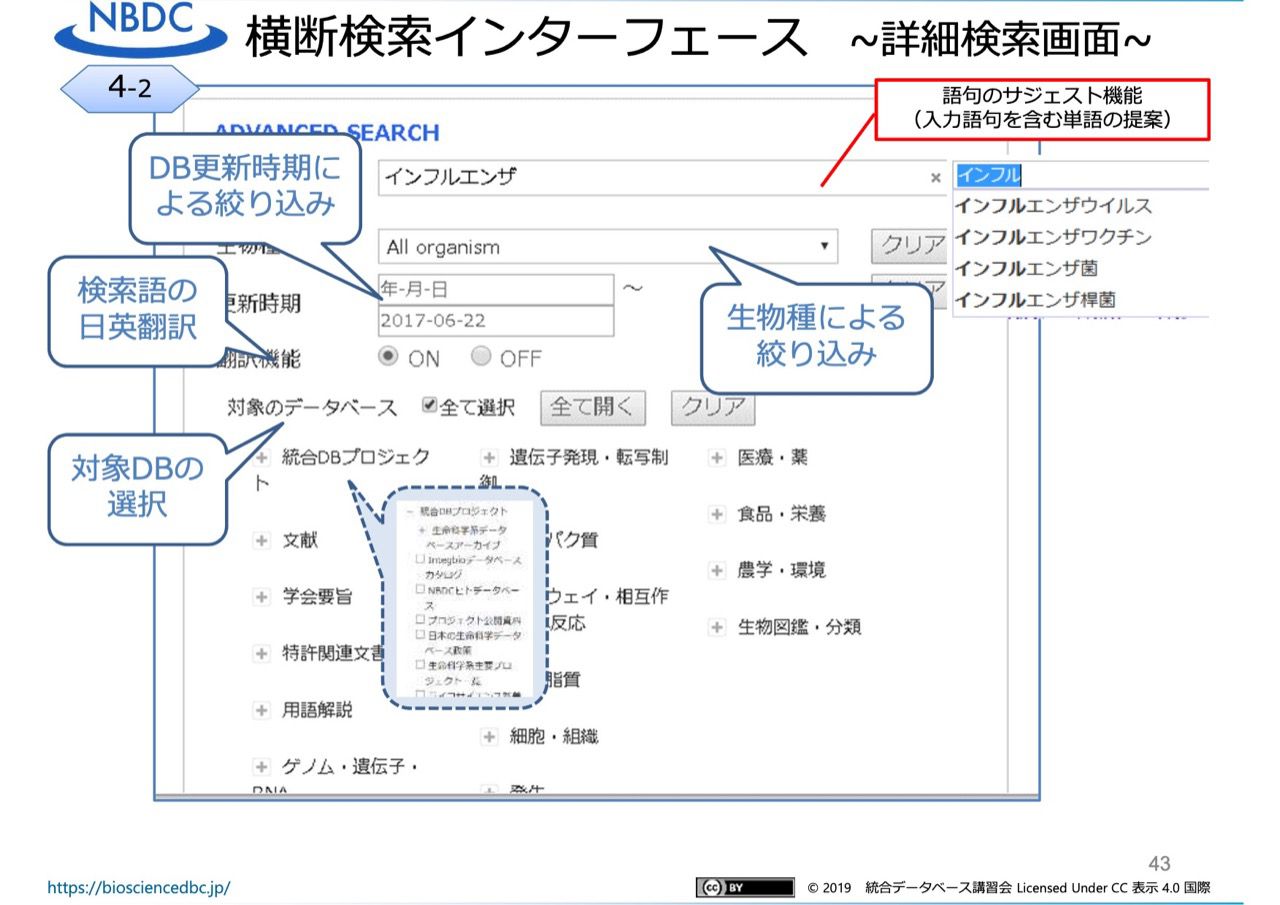 NBDC
横断検索インターフェース ~詳細検索画面~
4-2
語句のサジェスト機能
（入力語句を含む単語の提案）
ADVANCED SEARCH
DB更新時期に
よる絞り込み
インフルエンザ
×
インフル
インフルエンザウイルス
インフルエンザワクチン
インフルエンザ菌
インフルエンザ桿菌
All organism
クリア
検索語の
日英翻訳
更新時期
年-月-日
～
2017-06-22
生物種による
絞り込み
翻訳機能
ON
OFF
対象のデータベース
全て選択
全て開く
クリア
対象DBの
選択
統合DBプロジェク
ト
文献
学会要旨
特許関連文書
用語解説
ゲノム・遺伝子・
RNA
統合DBプロジェクト
生命科学系データ
ベースアーカイブ
Integbioデータベース
カタログ
NBDCヒトデータベー
ス
プロジェクト公開資料
日本の生命科学データ
ベース政策
生命科学系主要プロ
ジェクト一覧
遺伝子発現・転写制
御
パク質
ウェイ・相互作
反応
脂質
細胞・組織
発生
医療・薬
食品・栄養
農学・環境
生物図鑑・分類
43
https://biosciencedbc.jp/
cc BY
© 2019 統合データベース講習会 Licensed Under CC 表示 4.0 国際